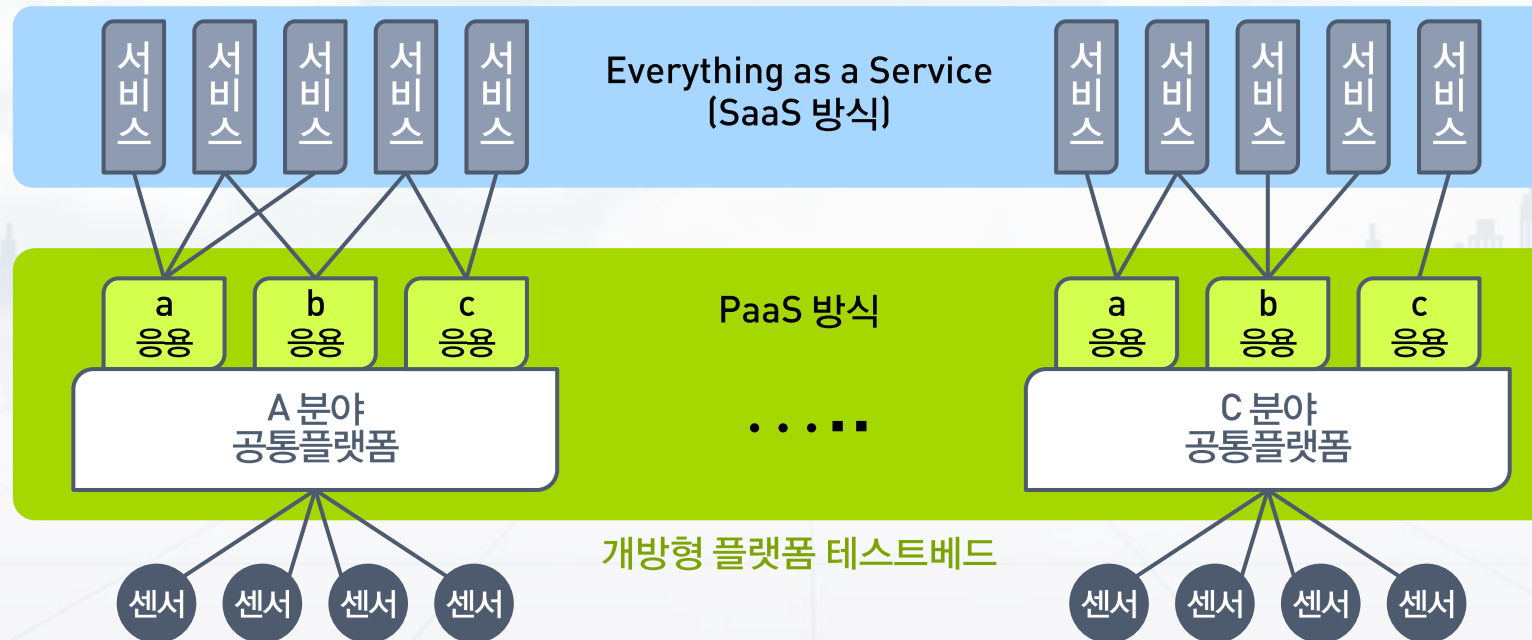 서비스 서비스 서비스 서비스 서비스
Everything as a Service
(SaaS 방식)
서비스 서비스 서비스 서비스 서비스
a
응용
b
응용
c
응용
PaaS 방식
a
응용
b
응용
c
응용
A 분야
공통플랫폼
.....
C 분야
공통플랫폼
개방형 플랫폼 테스트베드
센서 센서 센서 센서
센서 센서 센서 센서